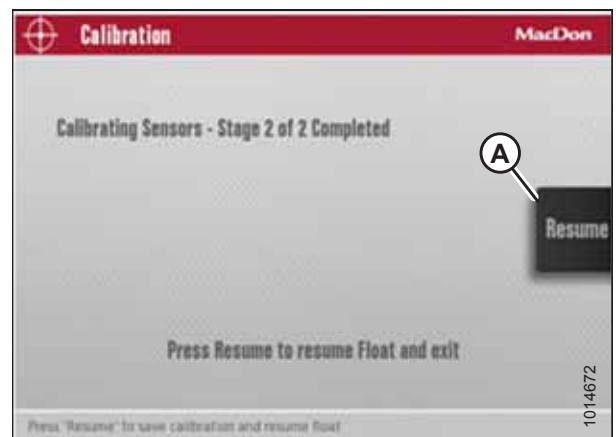 Calibration
MacDon
Calibrating Sensors - Stage 2 of 2 Completed
A
Resume
Press Resume to resume Float and exit
Press "Resume" to save calibration and resume float
1014672